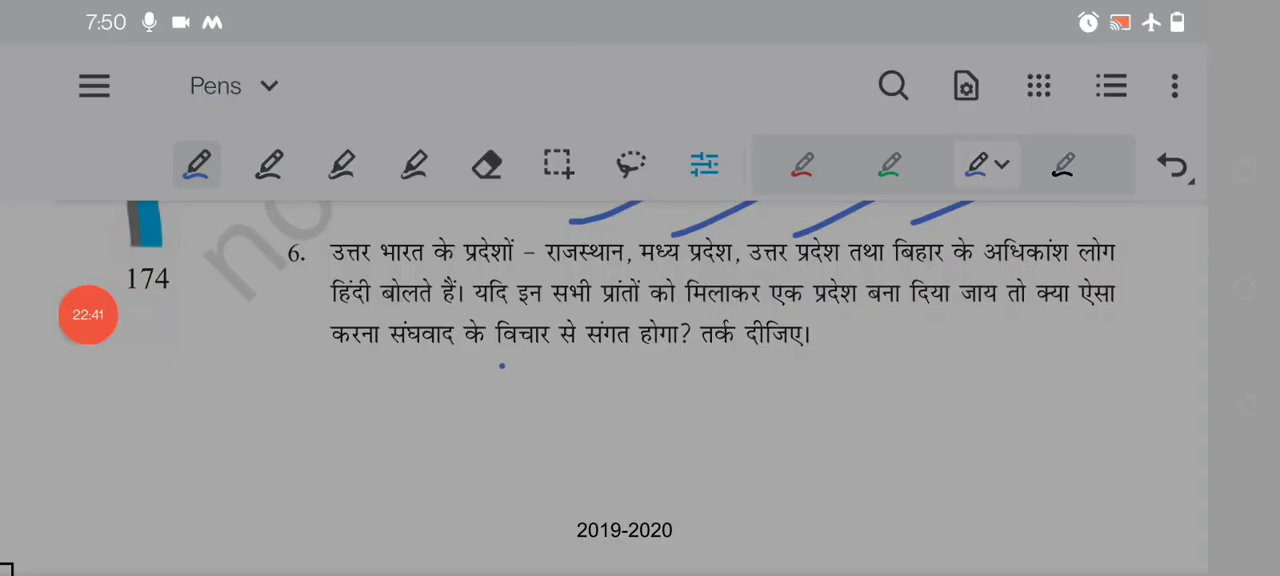 7:50
Pens
no
174
22:41
6. उत्तर भारत के प्रदेशों – राजस्थान, मध्य प्रदेश, उत्तर प्रदेश तथा बिहार के अधिकांश लोग
हिंदी बोलते हैं। यदि इन सभी प्रांतों को मिलाकर एक प्रदेश बना दिया जाय तो क्या ऐसा
करना संघवाद के विचार से संगत होगा? तर्क दीजिए।
2019-2020